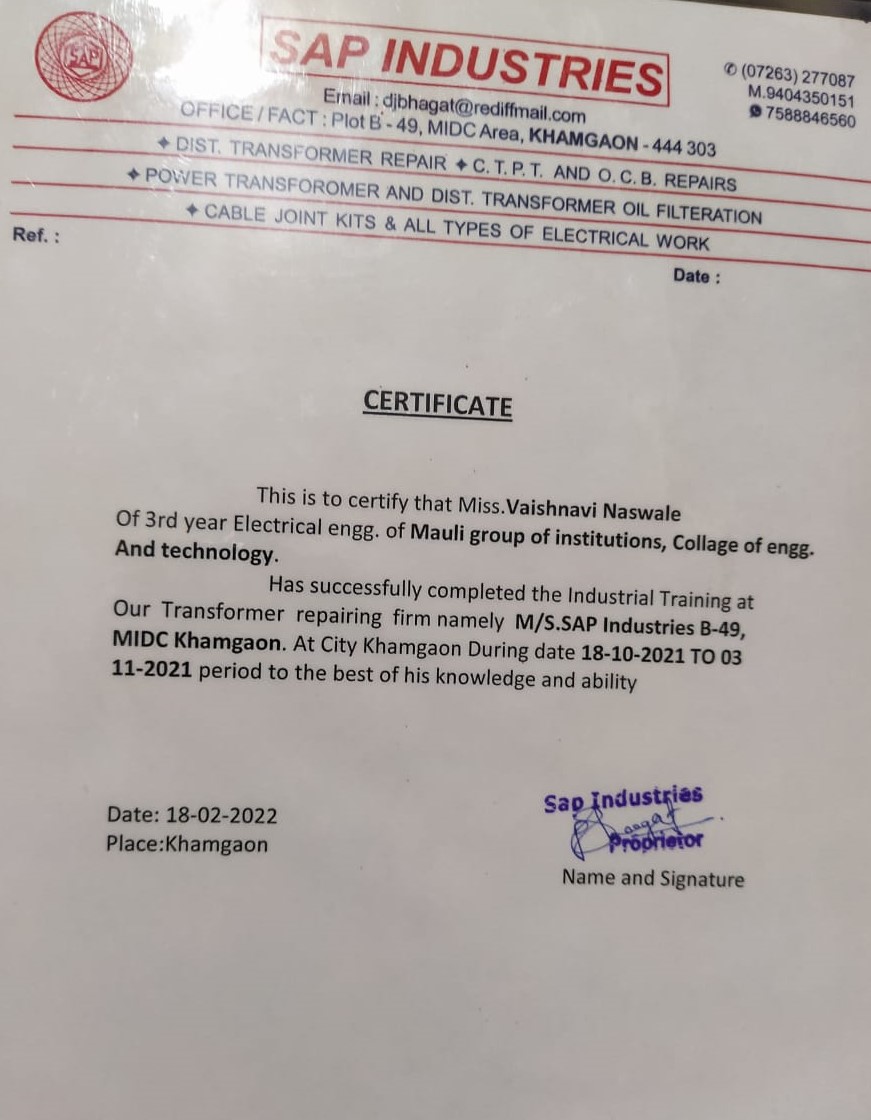 SAP
SAP INDUSTRIES
✆ (07263) 277087
M.9404350151
7588846560
Email : djbhagat@rediffmail.com
OFFICE / FACT : Plot B - 49, MIDC Area, KHAMGAON - 444 303
✦ DIST. TRANSFORMER REPAIR ✦ C. T. P. T. AND O. C. B. REPAIRS
✦ POWER TRANSFOROMER AND DIST. TRANSFORMER OIL FILTERATION
✦ CABLE JOINT KITS & ALL TYPES OF ELECTRICAL WORK
Ref. :
Date :
CERTIFICATE
This is to certify that Miss.Vaishnavi Naswale
Of 3rd year Electrical engg. of Mauli group of institutions, Collage of engg.
And technology.
Has successfully completed the Industrial Training at
Our Transformer repairing firm namely M/S.SAP Industries B-49,
MIDC Khamgaon. At City Khamgaon During date 18-10-2021 TO 03
11-2021 period to the best of his knowledge and ability
Date: 18-02-2022
Place:Khamgaon
Sap Industries
Proprietor
Name and Signature